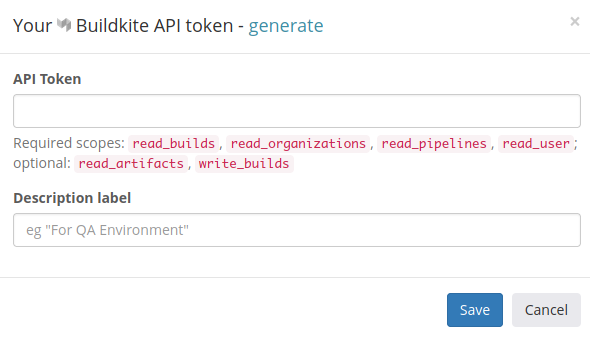 Your Buildkite API token - generate
×
API Token
Required scopes: read_builds, read_organizations, read_pipelines, read_user;
optional: read_artifacts, write_builds
Description label
eg "For QA Environment"
Save Cancel